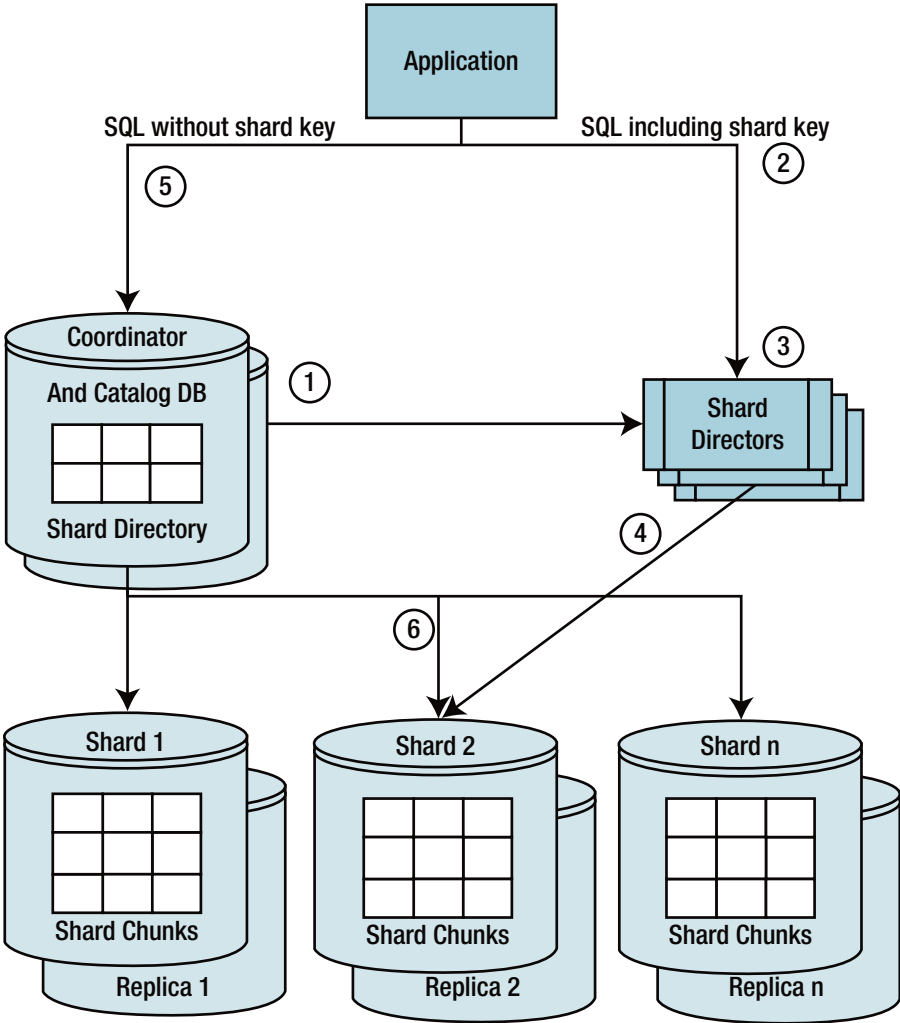 Application
SQL without shard key
SQL including shard key
5
2
Coordinator
And Catalog DB
Shard Directory
1
3
Shard
Directors
4
6
Shard 1
Shard Chunks
Replica 1
Shard 2
Shard Chunks
Replica 2
Shard n
Shard Chunks
Replica n